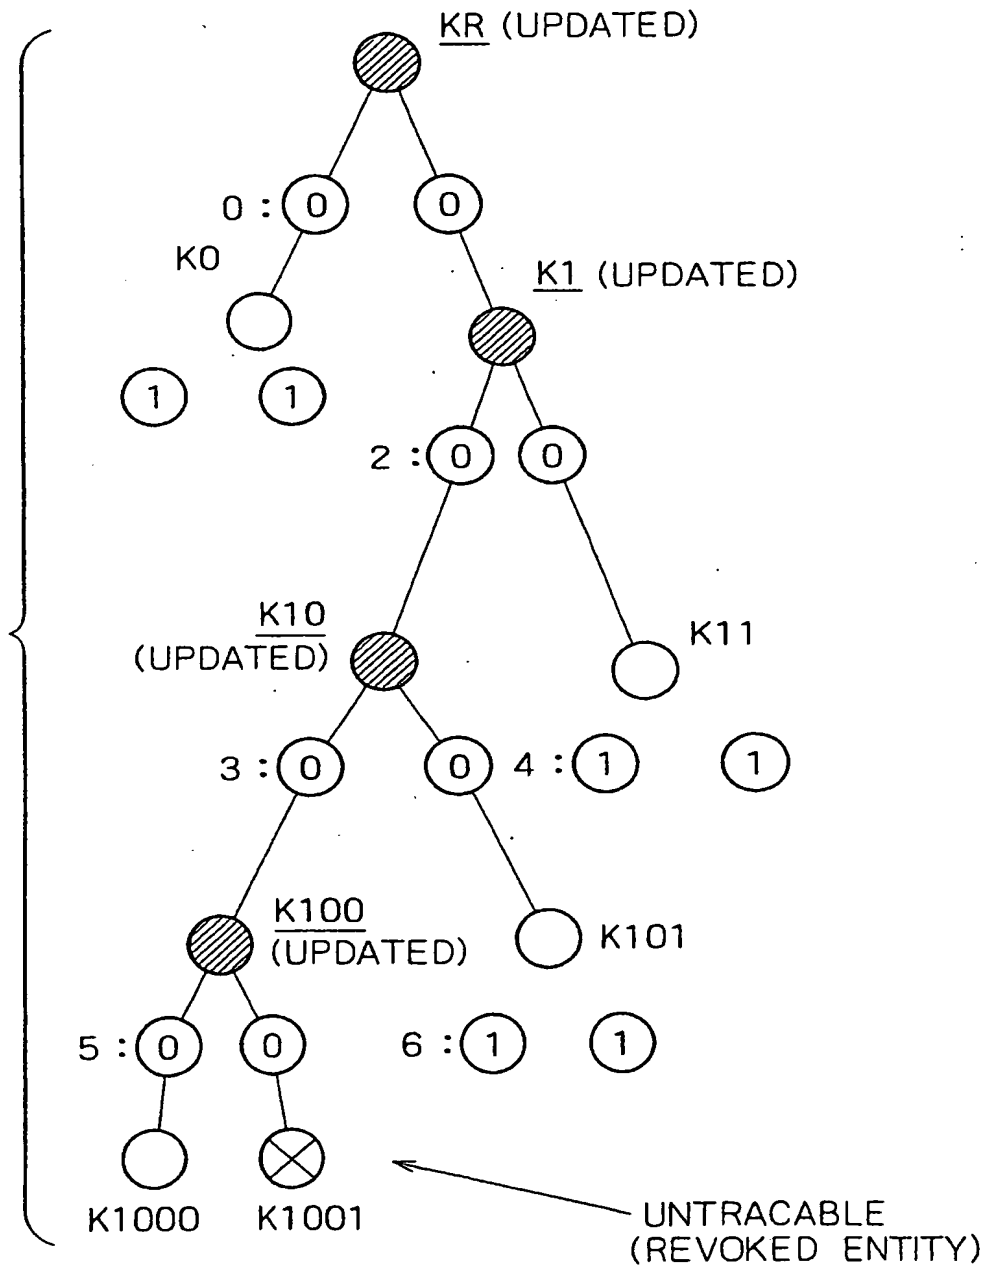 KR (UPDATED)
0 : 0 0
K0
K1 (UPDATED)
1 1
2 : 0 0
K10
(UPDATED)
K11
3 : 0 0 4 : 1 1
K100
(UPDATED)
K101
5 : 0 0 6 : 1 1
K1000 K1001
UNTRACABLE
(REVOKED ENTITY)